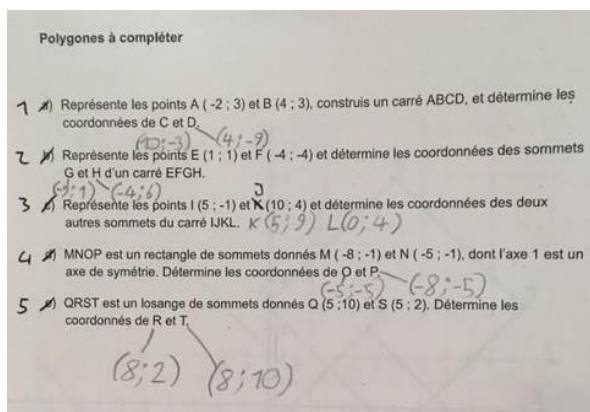 Polygones à compléter
1 a) Représente les points A ( -2 ; 3) et B (4 ; 3), construis un carré ABCD, et détermine les
coordonnées de C et D.
(10;-3) (4;-9)
2 b) Représente les points E (1 ; 1) et F ( -4 ; -4) et détermine les coordonnées des sommets
G et H d'un carré EFGH.
(-9;1) (-4;6)
J
3 c) Représente les points I (5 ; -1) et K (10 ; 4) et détermine les coordonnées des deux
autres sommets du carré IJKL. K(5;9) L(0;4)
4 d) MNOP est un rectangle de sommets donnés M ( -8 ; -1) et N ( -5 ; -1), dont l'axe 1 est un
axe de symétrie. Détermine les coordonnées de O et P.
(-5;-5) (-8;-5)
5 e) QRST est un losange de sommets donnés Q (5 ;10) et S (5 ; 2). Détermine les
coordonnés de R et T.
(8;2) (8;10)